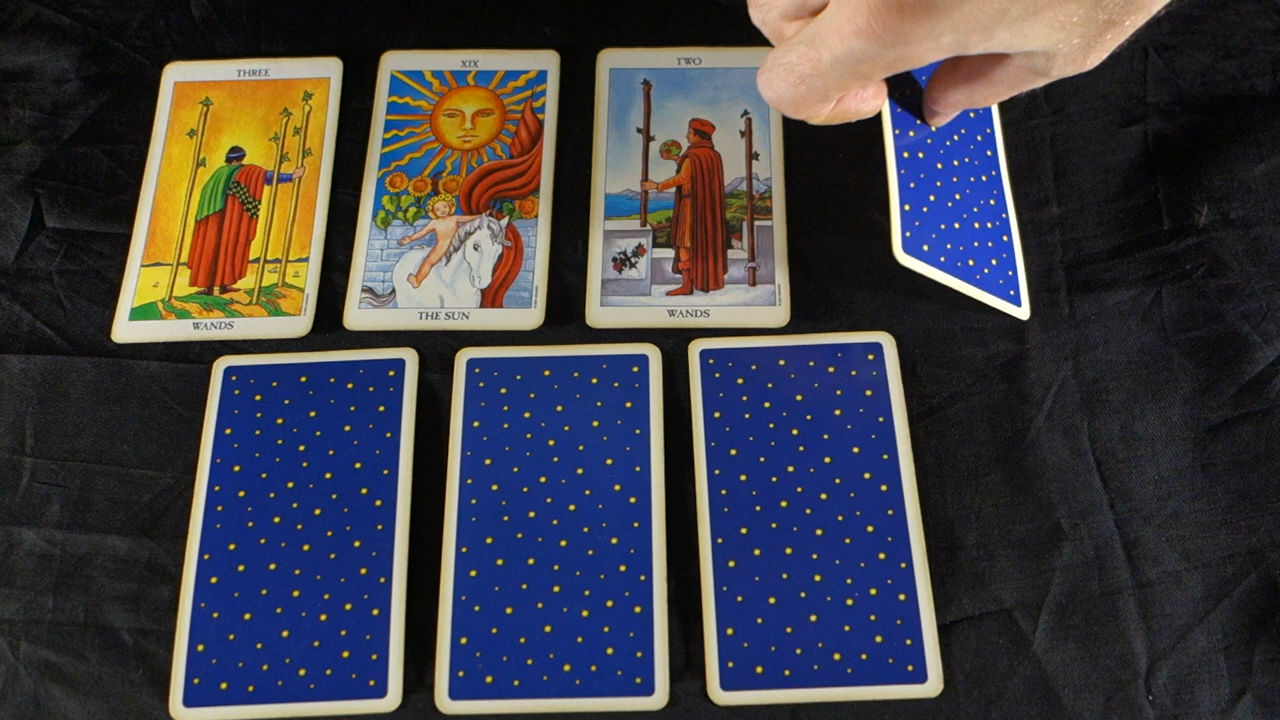 THREE
WANDS
XIX
THE SUN
TWO
WANDS